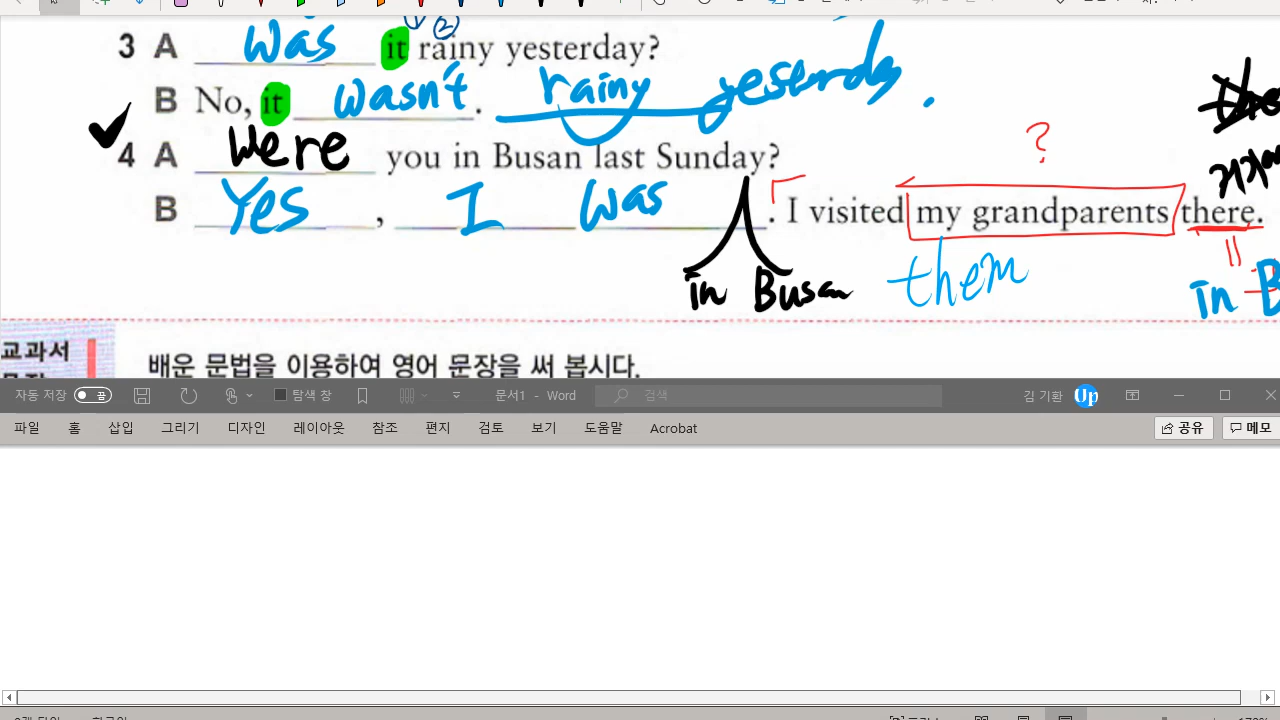 3 A was it rainy yesterday?
B No, it wasn't. rainy yesterday.
4 A Were you in Busan last Sunday?
?
B Yes, I was. I visited my grandparents there.
in Busan them in B
교과서
배운 문법을 이용하여 영어 문장을 써 봅시다.
자동 저장 끔 탐색 창 문서1 - Word 검색 김 기환 Up
파일 홈 삽입 그리기 디자인 레이아웃 참조 편지 검토 보기 도움말 Acrobat 공유 메모